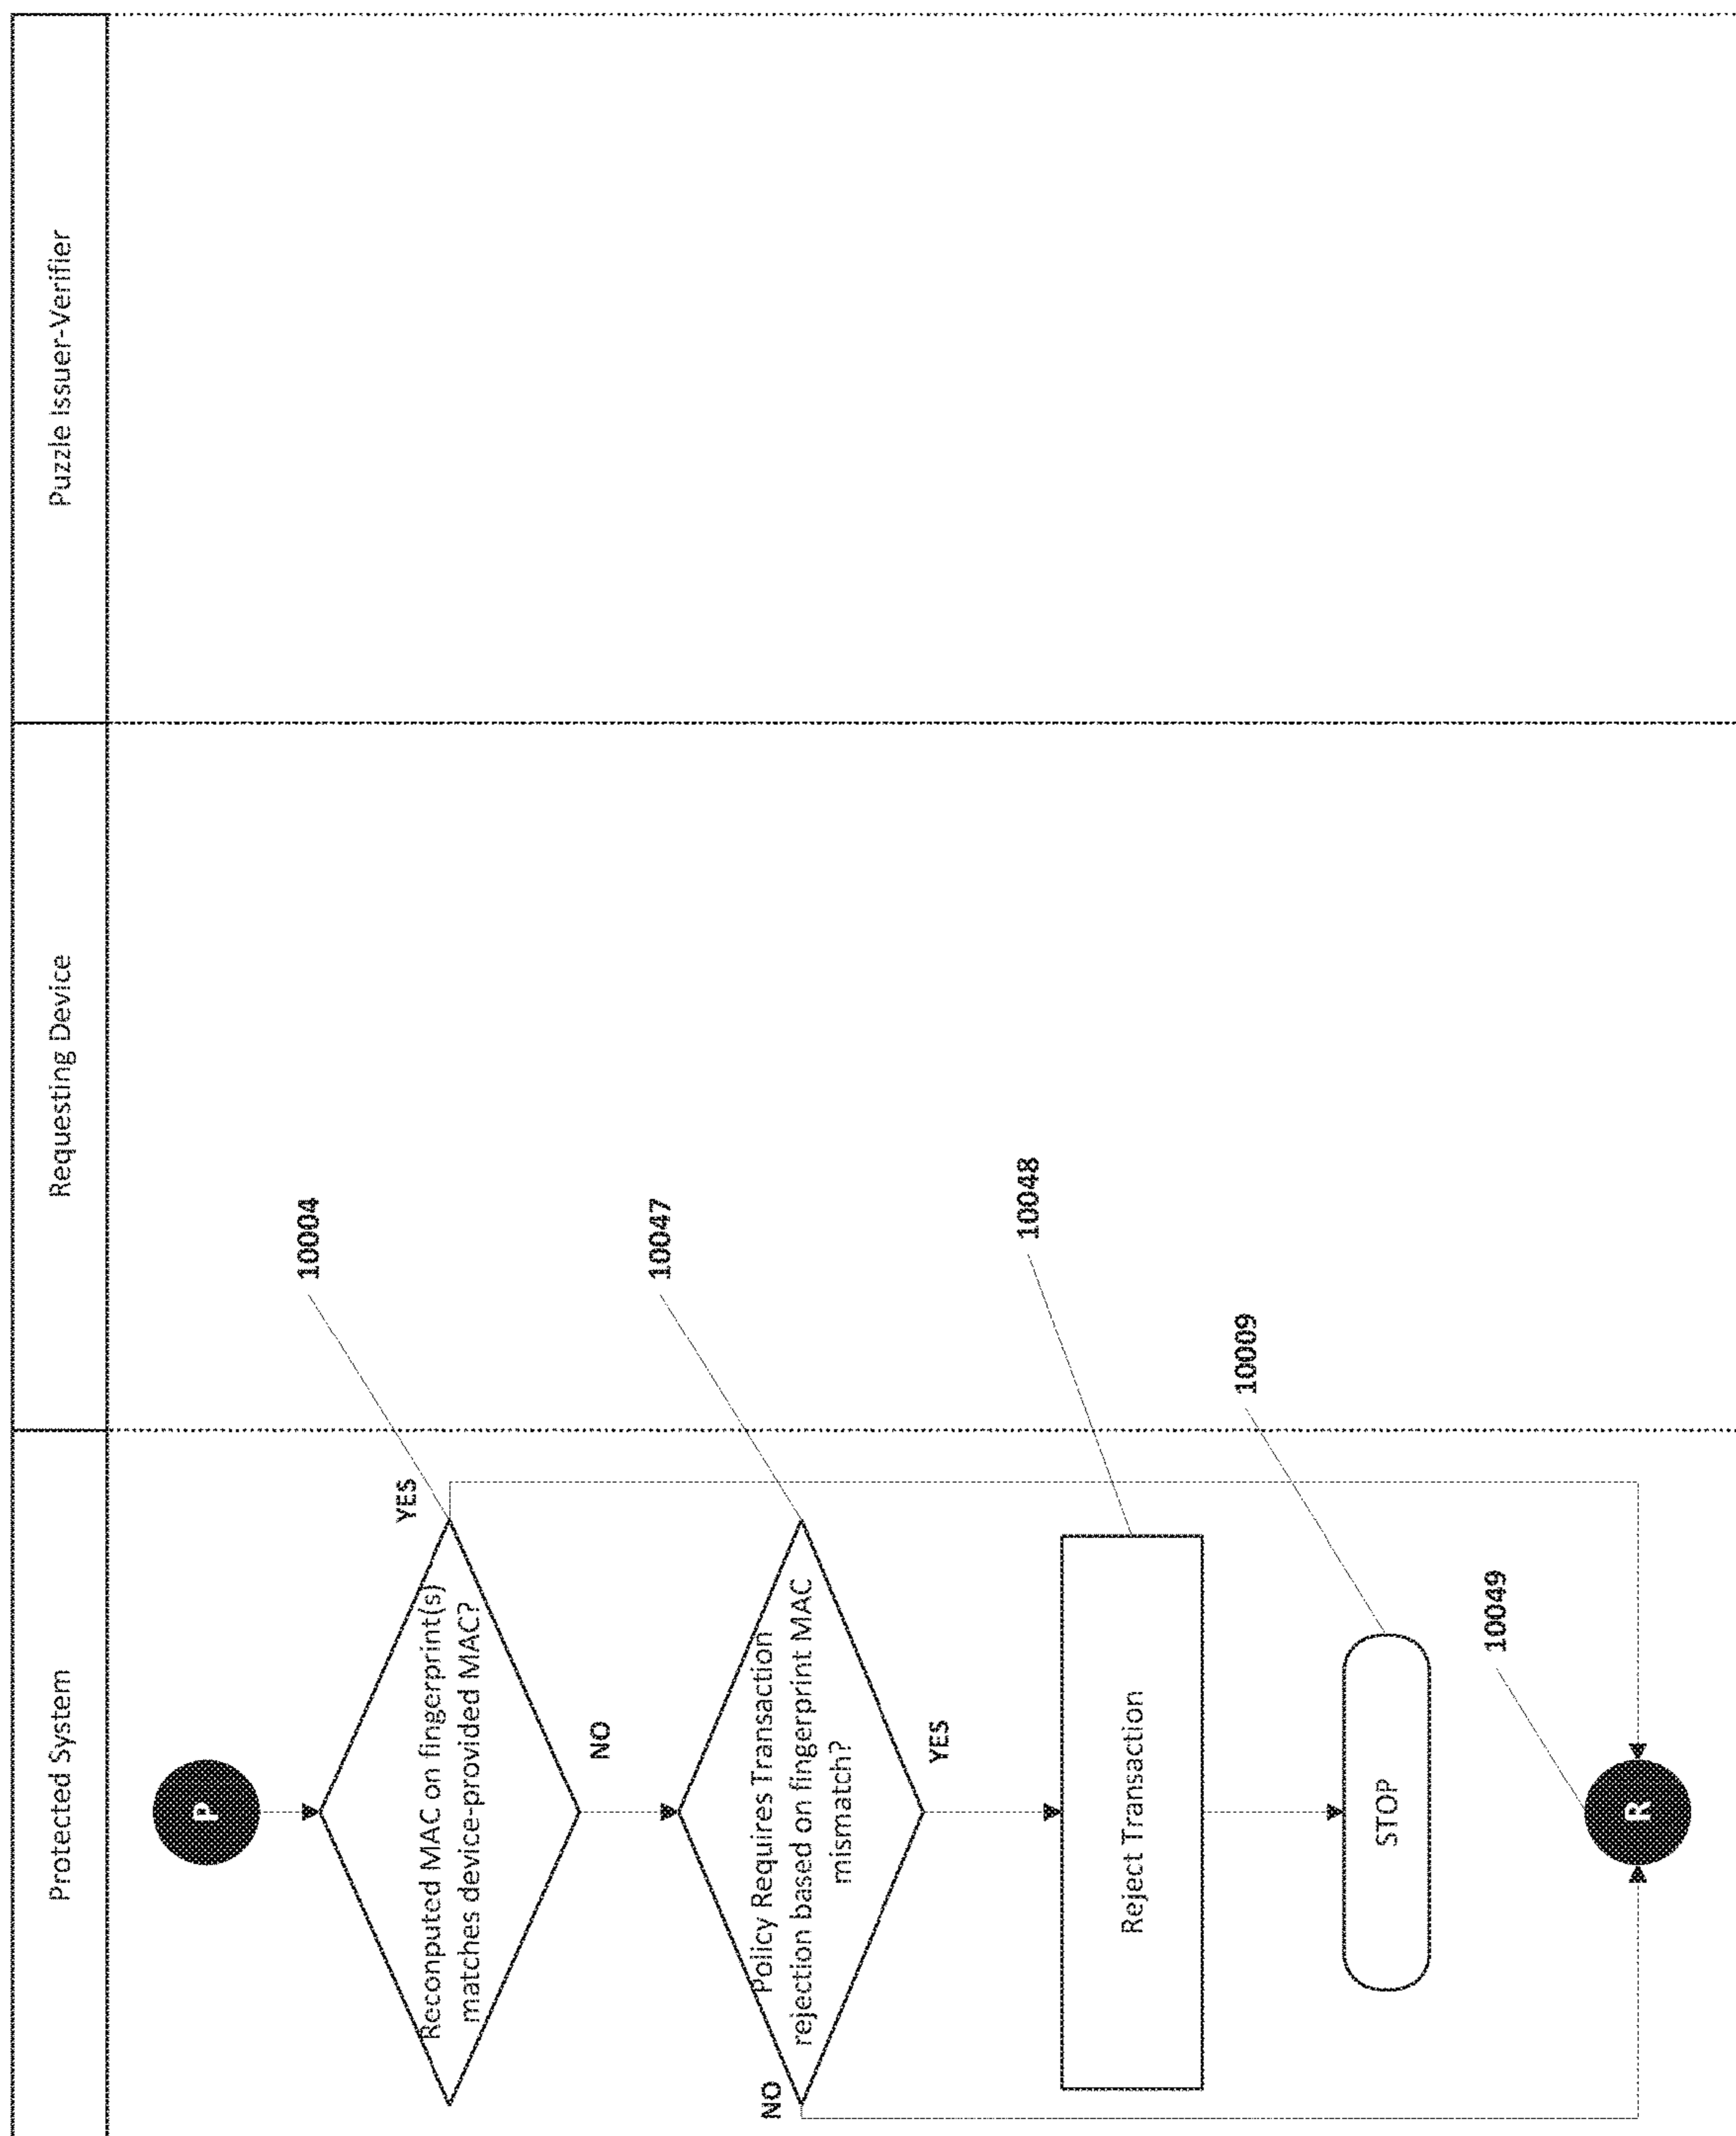 Protected System
Requesting Device
Puzzle Issuer-Verifier
P
Reconputed MAC on fingerprint(s)
matches device-provided MAC?
YES
10004
NO
Policy Requires Transaction
rejection based on fingerprint MAC
mismatch?
NO
10047
YES
Reject Transaction
10048
STOP
10009
R
10049